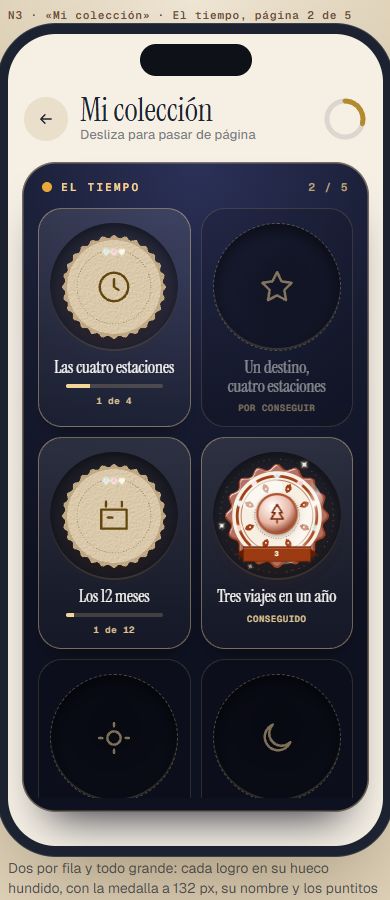 N3 · «Mi colección» · El tiempo, página 2 de 5
Mi colección
Desliza para pasar de página
EL TIEMPO
2 / 5
Las cuatro estaciones
1 de 4
Un destino,
cuatro estaciones
POR CONSEGUIR
Los 12 meses
1 de 12
3
Tres viajes en un año
CONSEGUIDO
Dos por fila y todo grande: cada logro en su hueco
hundido, con la medalla a 132 px, su nombre y los puntitos